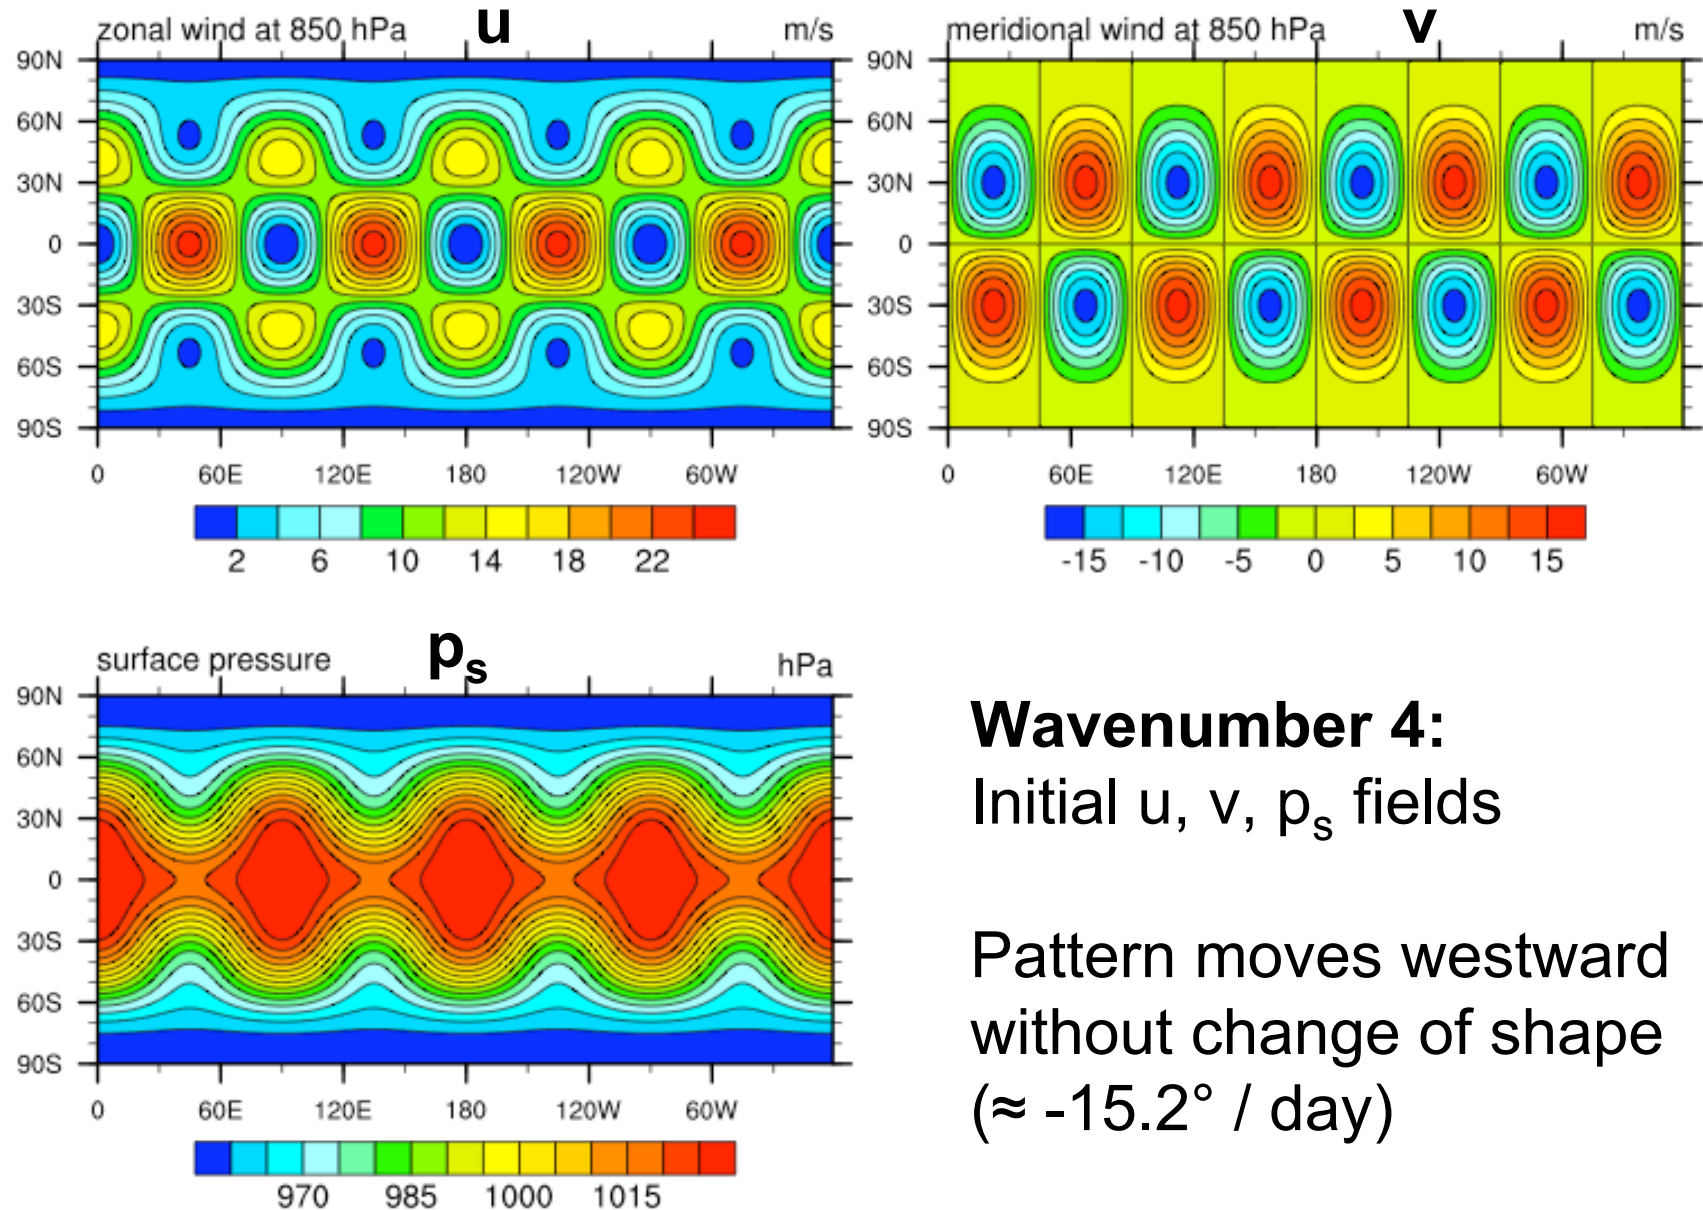 zonal wind at 850 hPa u m/s
90N
60N
30N
0
30S
60S
90S
0 60E 120E 180 120W 60W
2 6 10 14 18 22
meridional wind at 850 hPa v m/s
90N
60N
30N
0
30S
60S
90S
0 60E 120E 180 120W 60W
-15 -10 -5 0 5 10 15
surface pressure pₛ hPa
90N
60N
30N
0
30S
60S
90S
0 60E 120E 180 120W 60W
970 985 1000 1015
Wavenumber 4:
Initial u, v, pₛ fields
Pattern moves westward
without change of shape
(≈ -15.2° / day)